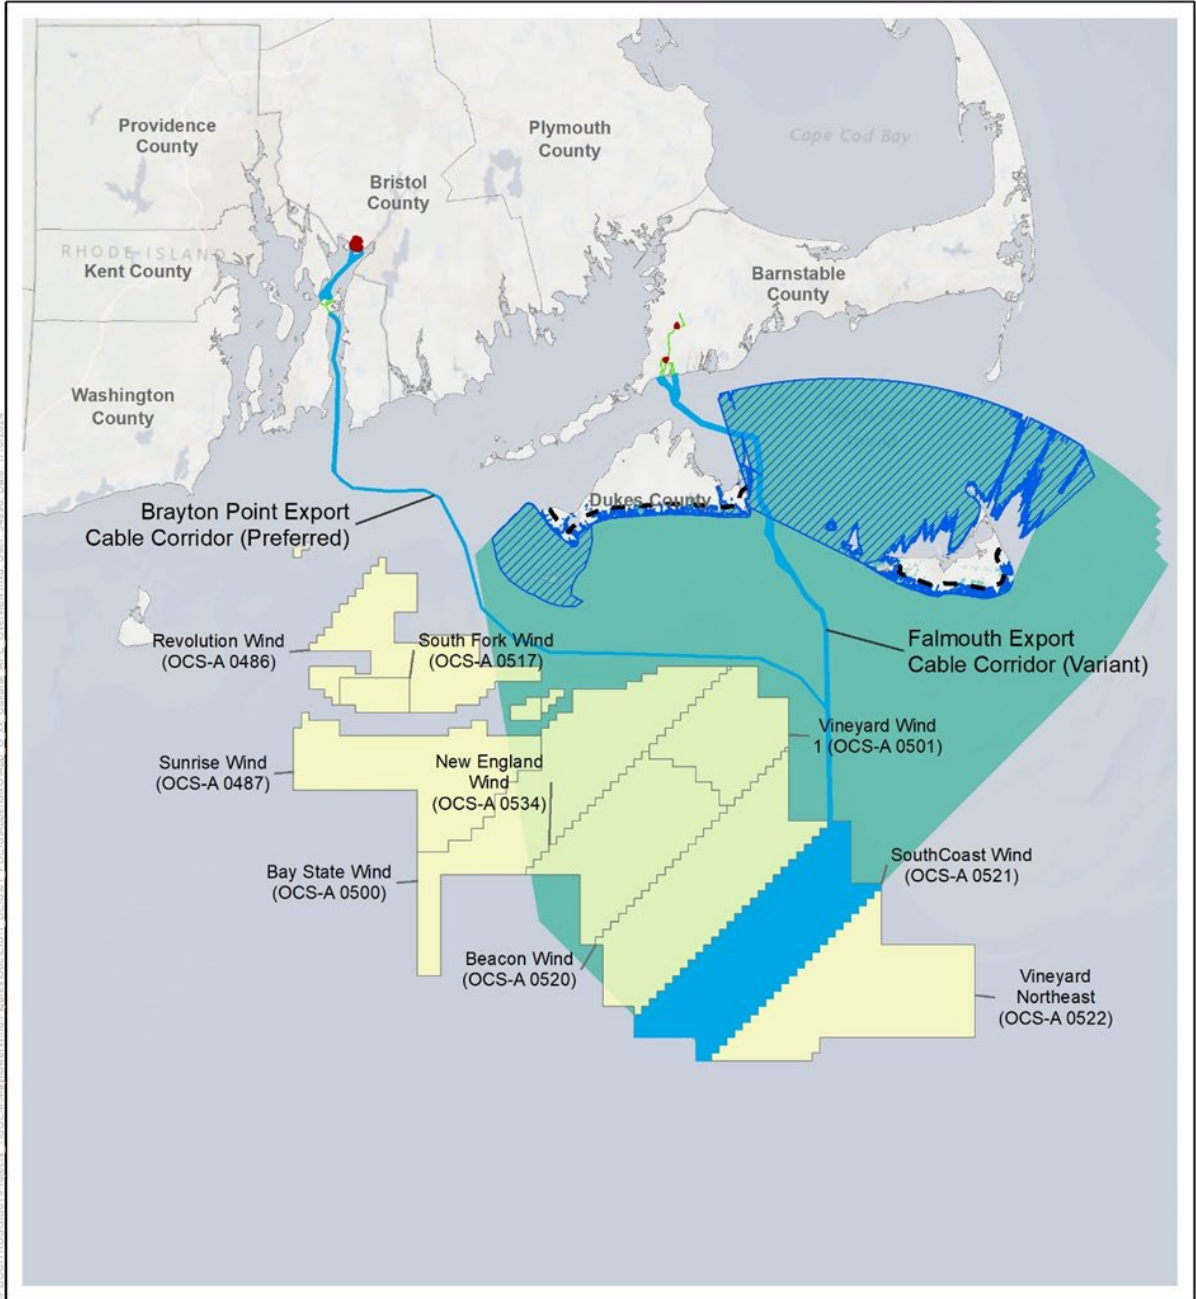 Providence
County
Plymouth
County
Cape Cod Bay
Bristol
County
RHODE ISLAND
Kent County
Barnstable
County
Washington
County
Dukes County
Brayton Point Export
Cable Corridor (Preferred)
Revolution Wind
(OCS-A 0486)
South Fork Wind
(OCS-A 0517)
Falmouth Export
Cable Corridor (Variant)
Vineyard Wind
1 (OCS-A 0501)
Sunrise Wind
(OCS-A 0487)
New England
Wind
(OCS-A 0534)
SouthCoast Wind
(OCS-A 0521)
Bay State Wind
(OCS-A 0500)
Beacon Wind
(OCS-A 0520)
Vineyard
Northeast
(OCS-A 0522)